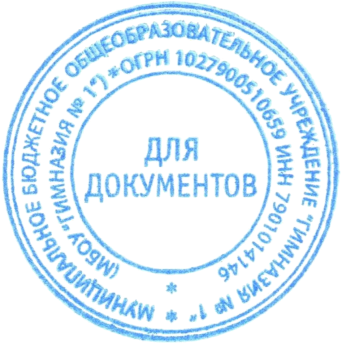 МУНИЦИПАЛЬНОЕ БЮДЖЕТНОЕ ОБЩЕОБРАЗОВАТЕЛЬНОЕ УЧРЕЖДЕНИЕ "ГИМНАЗИЯ № 1" *
(МБОУ "ГИМНАЗИЯ № 1") *ОГРН 1027900510659 ИНН 7901014146 *
ДЛЯ
ДОКУМЕНТОВ